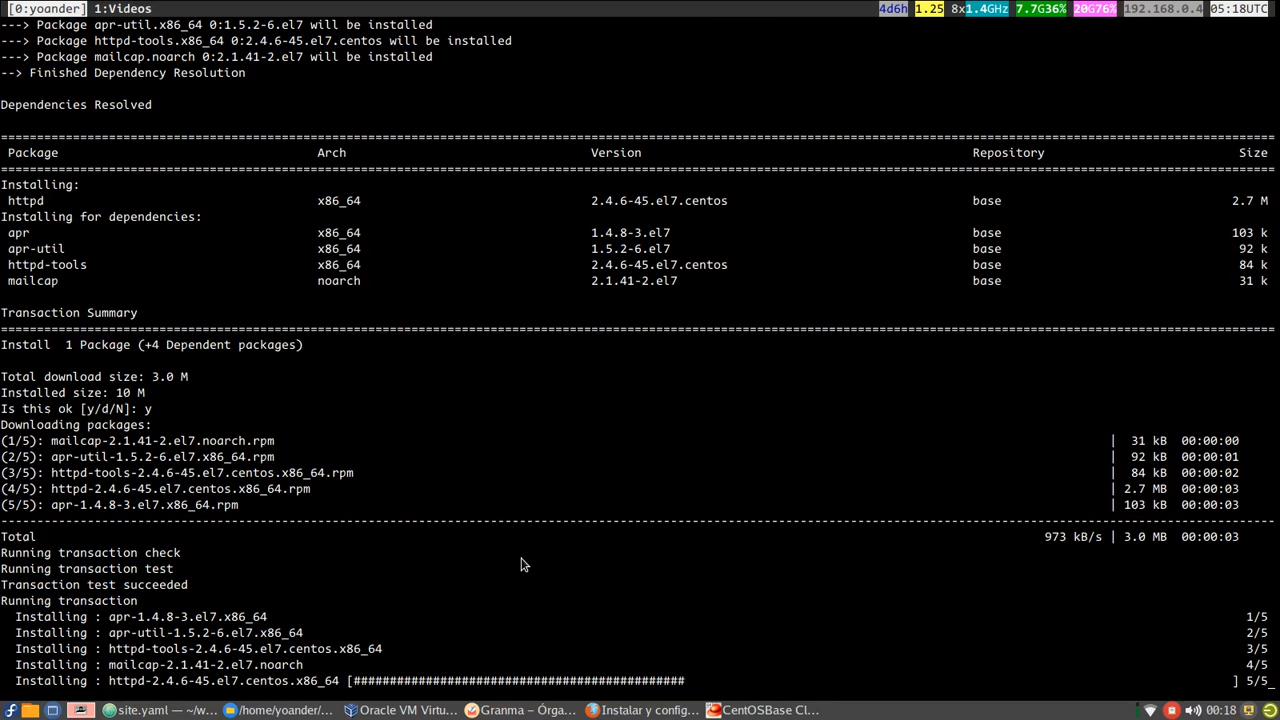 [0:yoander] 1:Videos 4d6h 1.25 8x1.4GHz 7.7G36% 20G76% 192.168.0.4 05:18UTC
---> Package apr-util.x86_64 0:1.5.2-6.el7 will be installed
---> Package httpd-tools.x86_64 0:2.4.6-45.el7.centos will be installed
---> Package mailcap.noarch 0:2.1.41-2.el7 will be installed
--> Finished Dependency Resolution
Dependencies Resolved
Package Arch Version Repository Size
Installing:
httpd x86_64 2.4.6-45.el7.centos base 2.7 M
Installing for dependencies:
apr x86_64 1.4.8-3.el7 base 103 k
apr-util x86_64 1.5.2-6.el7 base 92 k
httpd-tools x86_64 2.4.6-45.el7.centos base 84 k
mailcap noarch 2.1.41-2.el7 base 31 k
Transaction Summary
Install 1 Package (+4 Dependent packages)
Total download size: 3.0 M
Installed size: 10 M
Is this ok [y/d/N]: y
Downloading packages:
(1/5): mailcap-2.1.41-2.el7.noarch.rpm | 31 kB 00:00:00
(2/5): apr-util-1.5.2-6.el7.x86_64.rpm | 92 kB 00:00:01
(3/5): httpd-tools-2.4.6-45.el7.centos.x86_64.rpm | 84 kB 00:00:02
(4/5): httpd-2.4.6-45.el7.centos.x86_64.rpm | 2.7 MB 00:00:03
(5/5): apr-1.4.8-3.el7.x86_64.rpm | 103 kB 00:00:03
Total 973 kB/s | 3.0 MB 00:00:03
Running transaction check
Running transaction test
Transaction test succeeded
Running transaction
Installing : apr-1.4.8-3.el7.x86_64 1/5
Installing : apr-util-1.5.2-6.el7.x86_64 2/5
Installing : httpd-tools-2.4.6-45.el7.centos.x86_64 3/5
Installing : mailcap-2.1.41-2.el7.noarch 4/5
Installing : httpd-2.4.6-45.el7.centos.x86_64 [############################################## ] 5/5_
site.yaml — ~/w... /home/yoander/... Oracle VM Virtu... Granma – Órga... Instalar y config... CentOSBase Cl... 00:18